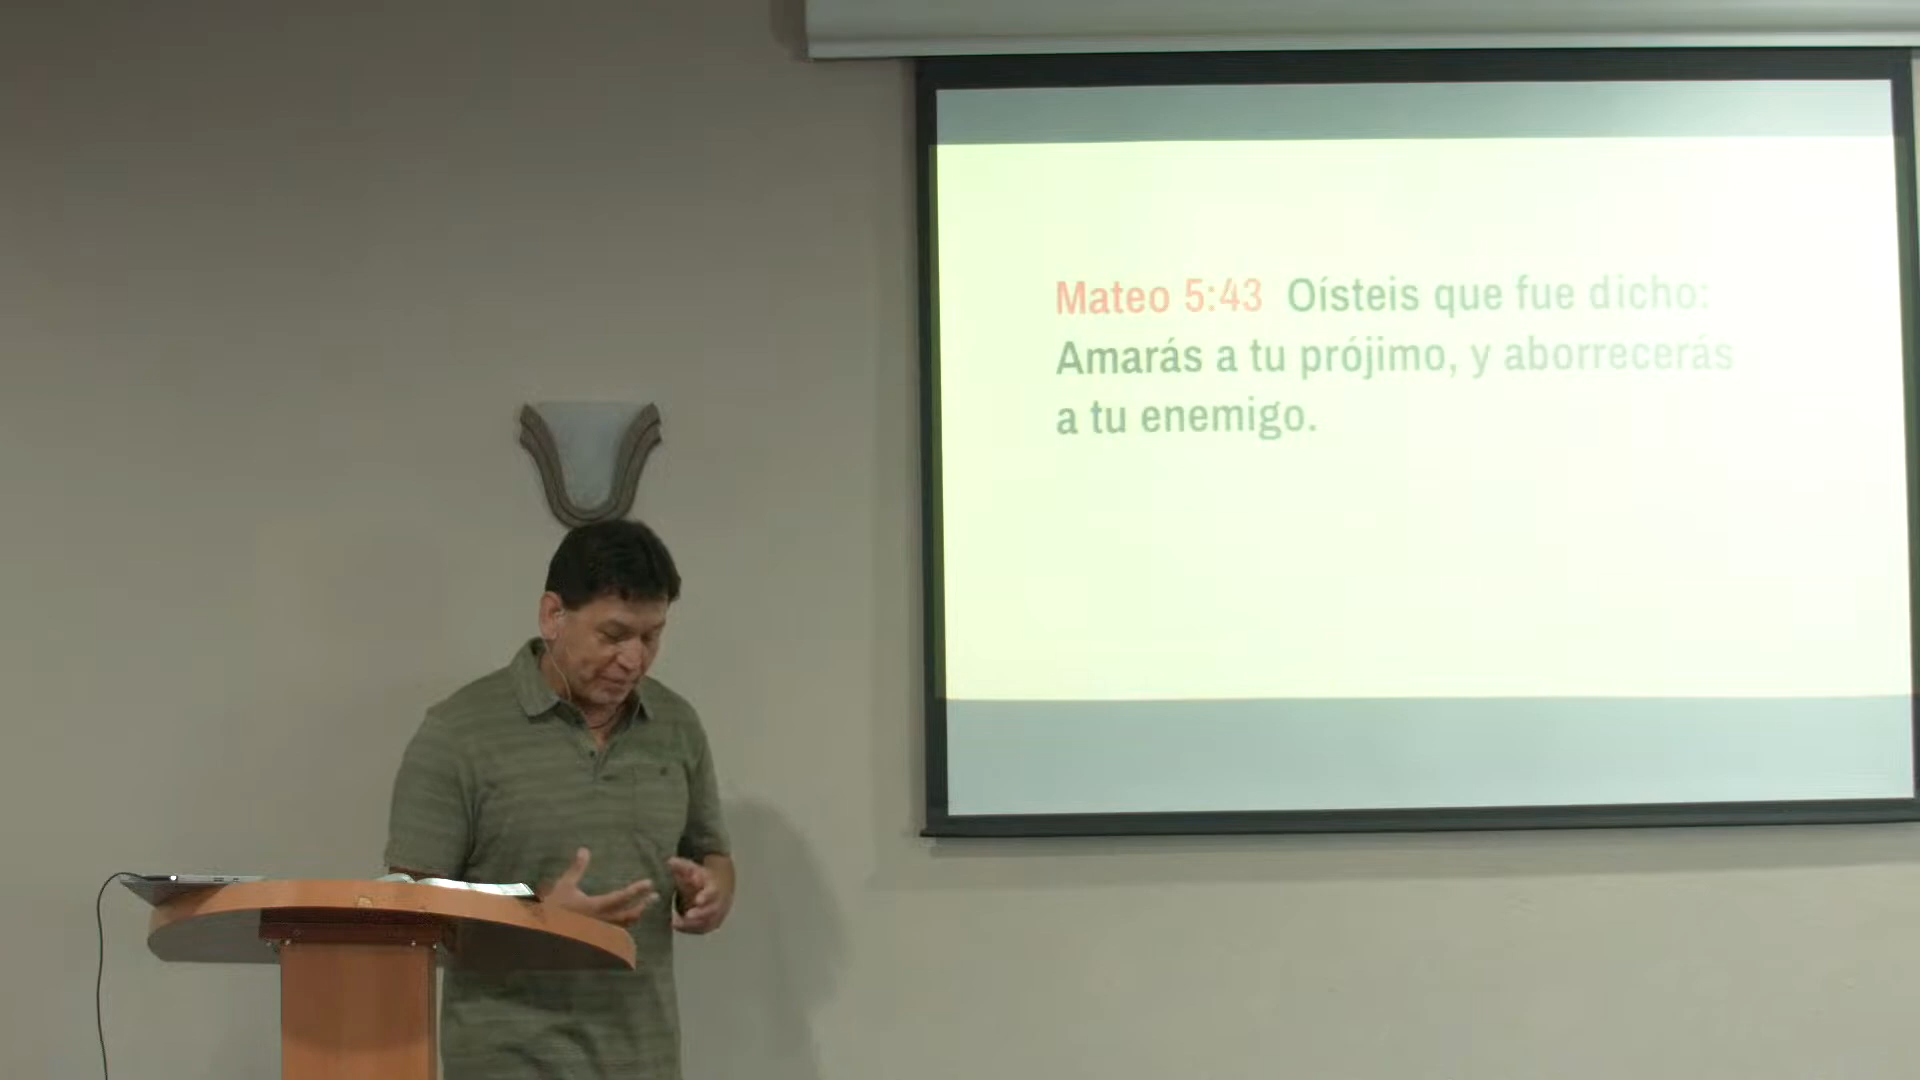 Mateo 5:43 Oísteis que fue dicho:
Amarás a tu prójimo, y aborrecerás
a tu enemigo.